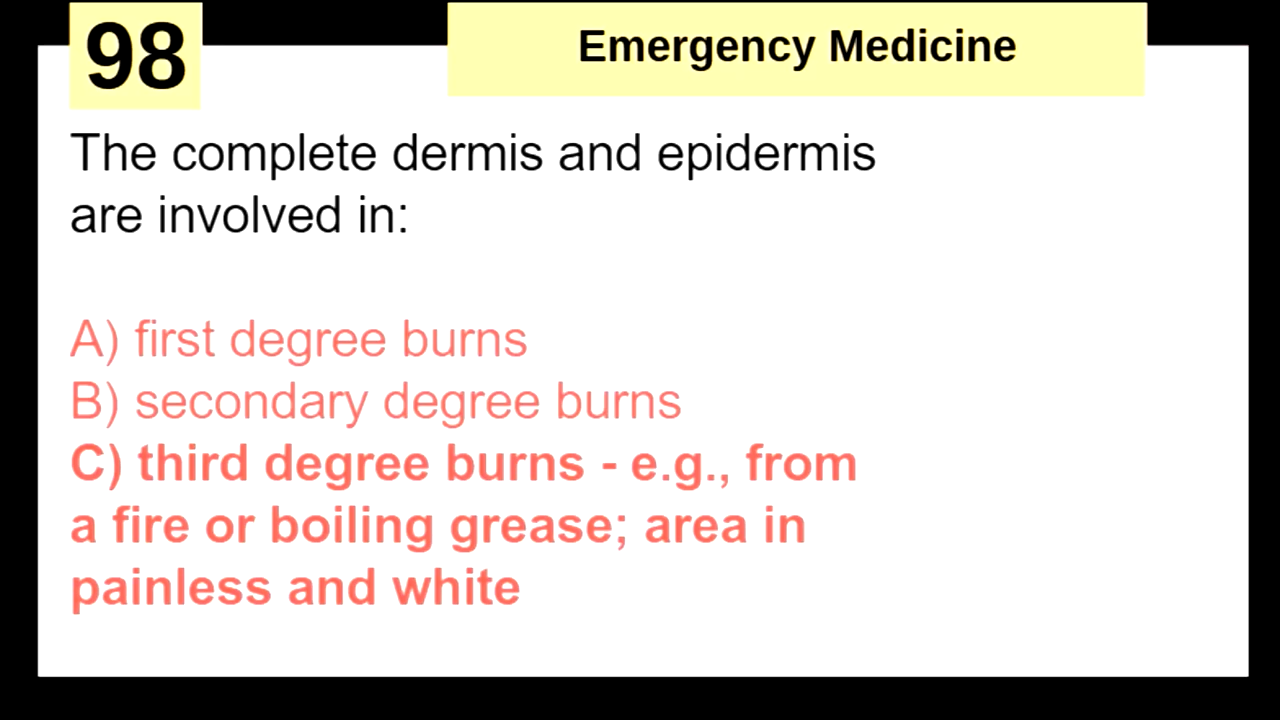 98
Emergency Medicine
The complete dermis and epidermis
are involved in:
A) first degree burns
B) secondary degree burns
C) third degree burns - e.g., from
a fire or boiling grease; area in
painless and white